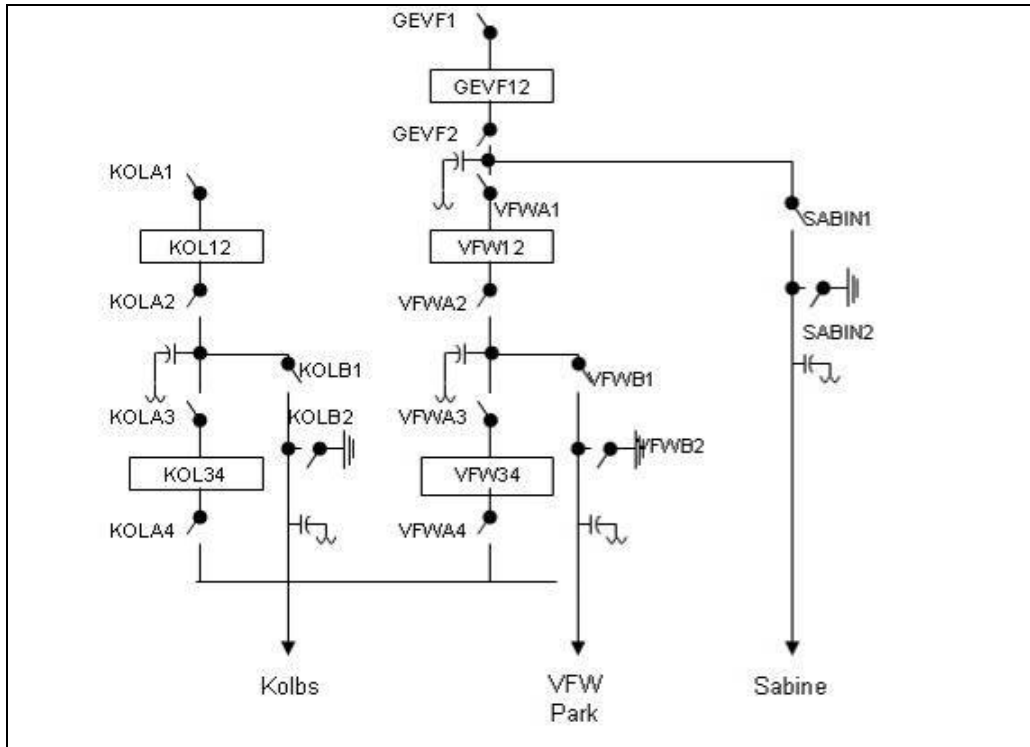 GEVF1
GEVF12
GEVF2
KOLA1
VFWA1
SABIN1
KOL12
VFW12
KOLA2
VFWA2
SABIN2
KOLB1
VFWB1
KOLA3
KOLB2
VFWA3
VFWB2
KOL34
VFW34
KOLA4
VFWA4
Kolbs
VFW
Park
Sabine